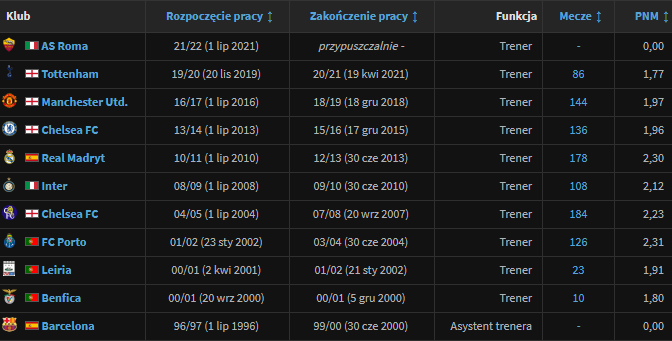 Klub Rozpoczęcie pracy Zakończenie pracy Funkcja Mecze PNM
AS Roma 21/22 (1 lip 2021) przypuszczalnie - Trener - 0,00
Tottenham 19/20 (20 lis 2019) 20/21 (19 kwi 2021) Trener 86 1,77
Manchester Utd. 16/17 (1 lip 2016) 18/19 (18 gru 2018) Trener 144 1,97
Chelsea FC 13/14 (1 lip 2013) 15/16 (17 gru 2015) Trener 136 1,96
Real Madryt 10/11 (1 lip 2010) 12/13 (30 cze 2013) Trener 178 2,30
Inter 08/09 (1 lip 2008) 09/10 (30 cze 2010) Trener 108 2,12
Chelsea FC 04/05 (1 lip 2004) 07/08 (20 wrz 2007) Trener 184 2,23
FC Porto 01/02 (23 sty 2002) 03/04 (30 cze 2004) Trener 126 2,31
Leiria 00/01 (2 kwi 2001) 01/02 (21 sty 2002) Trener 23 1,91
Benfica 00/01 (20 wrz 2000) 00/01 (5 gru 2000) Trener 10 1,80
Barcelona 96/97 (1 lip 1996) 99/00 (30 cze 2000) Asystent trenera - 0,00